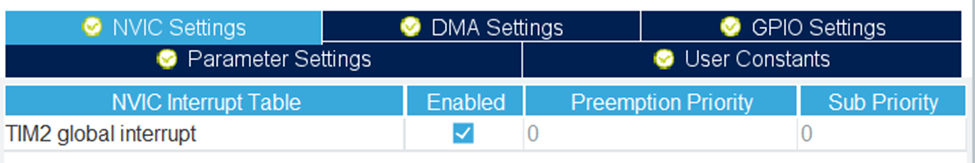 NVIC Settings DMA Settings GPIO Settings
Parameter Settings User Constants
NVIC Interrupt Table Enabled Preemption Priority Sub Priority
TIM2 global interrupt 0 0